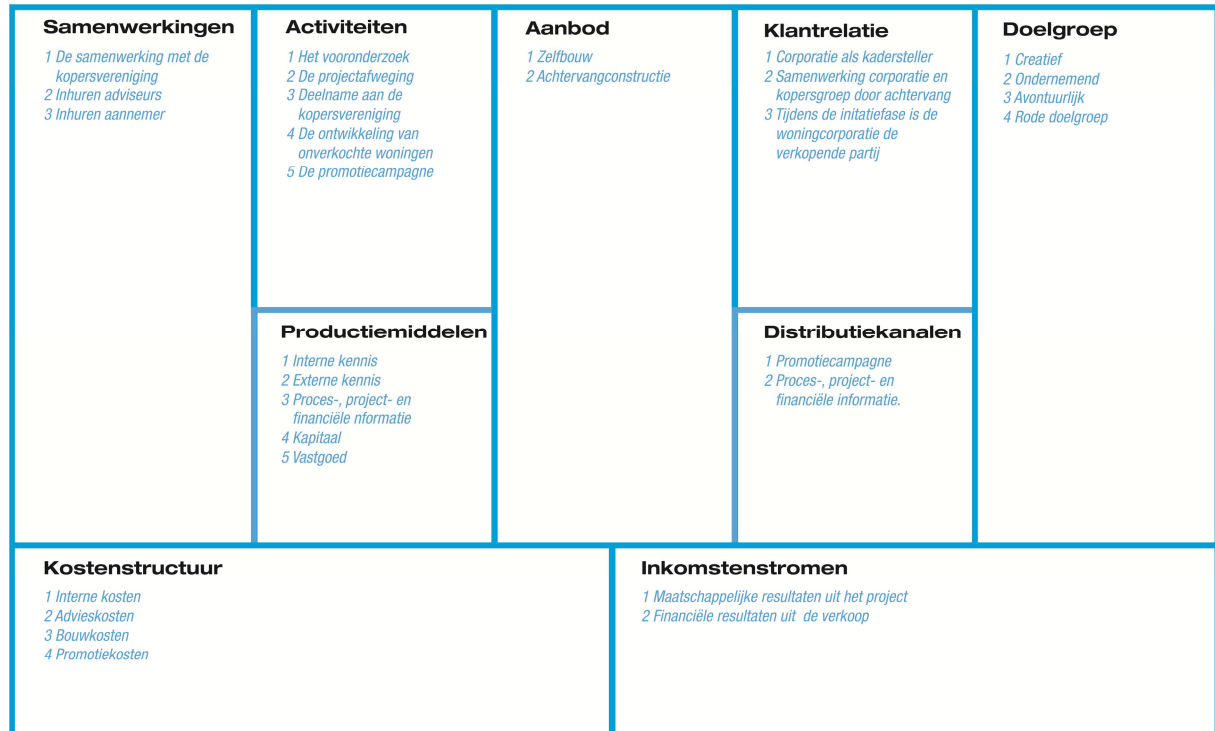 Samenwerkingen
1 De samenwerking met de
kopersvereniging
2 Inhuren adviseurs
3 Inhuren aannemer
Activiteiten
1 Het vooronderzoek
2 De projectafweging
3 Deelname aan de
kopersvereniging
4 De ontwikkeling van
onverkochte woningen
5 De promotiecampagne
Productiemiddelen
1 Interne kennis
2 Externe kennis
3 Proces-, project- en
financiële nformatie
4 Kapitaal
5 Vastgoed
Aanbod
1 Zelfbouw
2 Achtervangconstructie
Klantrelatie
1 Corporatie als kadersteller
2 Samenwerking corporatie en
kopersgroep door achtervang
3 Tijdens de initatiefase is de
woningcorporatie de
verkopende partij
Distributiekanalen
1 Promotiecampagne
2 Proces-, project- en
financiële informatie.
Doelgroep
1 Creatief
2 Ondernemend
3 Avontuurlijk
4 Rode doelgroep
Kostenstructuur
1 Interne kosten
2 Advieskosten
3 Bouwkosten
4 Promotiekosten
Inkomstenstromen
1 Maatschappelijke resultaten uit het project
2 Financiële resultaten uit de verkoop